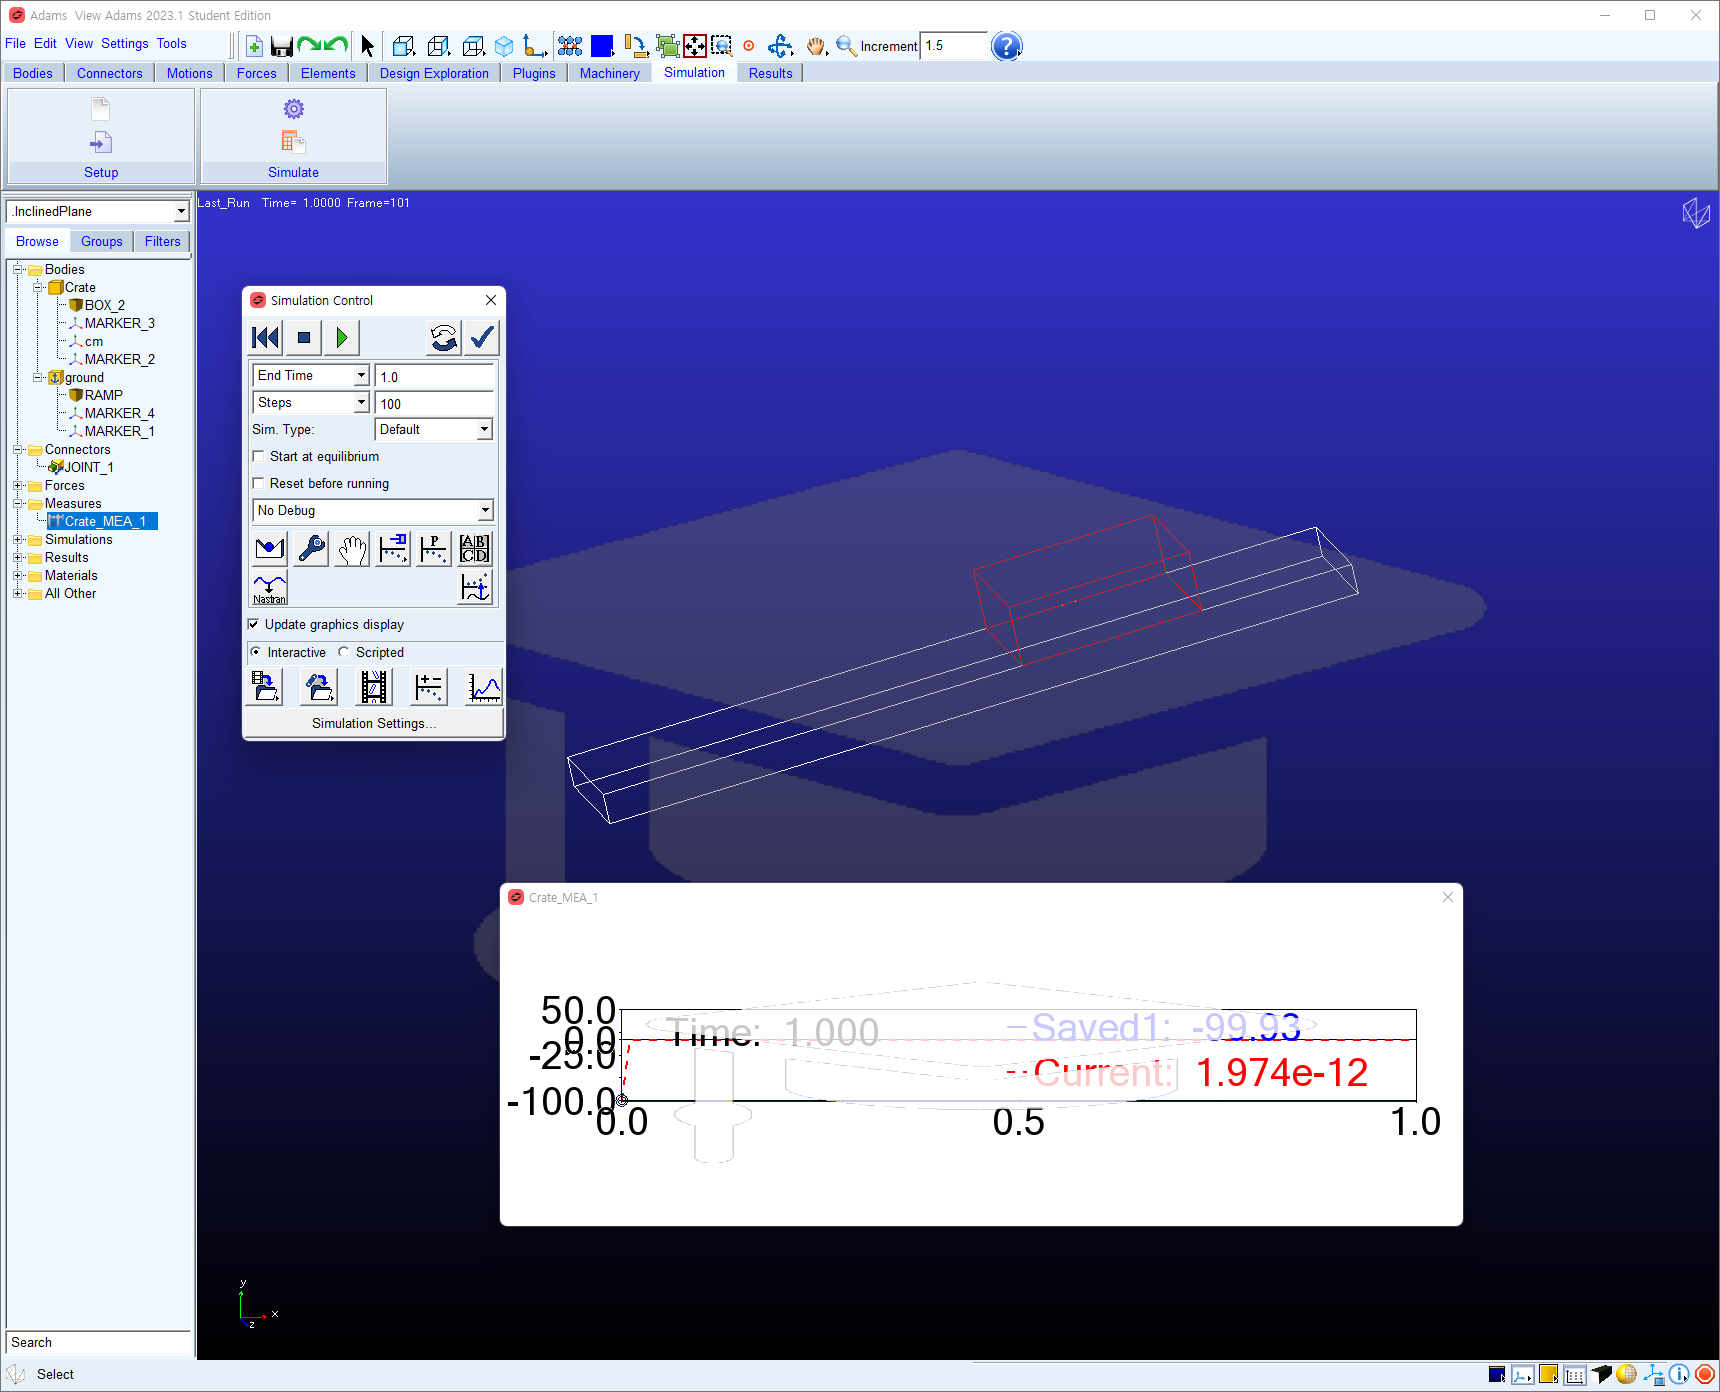 Adams View Adams 2023.1 Student Edition
File Edit View Settings Tools
Increment 1.5
Bodies Connectors Motions Forces Elements Design Exploration Plugins Machinery Simulation Results
Setup Simulate
.InclinedPlane
Browse Groups Filters
Bodies
Crate
BOX_2
MARKER_3
cm
MARKER_2
ground
RAMP
MARKER_4
MARKER_1
Connectors
JOINT_1
Forces
Measures
Crate_MEA_1
Simulations
Results
Materials
All Other
Search
Select
Last_Run Time= 1.0000 Frame=101
Simulation Control
End Time 1.0
Steps 100
Sim. Type: Default
Start at equilibrium
Reset before running
No Debug
P
A B
C D
Nastran
Update graphics display
Interactive Scripted
Simulation Settings...
Crate_MEA_1
50.0
0.0
-25.0
-100.0
Time: 1.000
Saved1: -99.93
Current: 1.974e-12
0.0 0.5 1.0
y
x
z